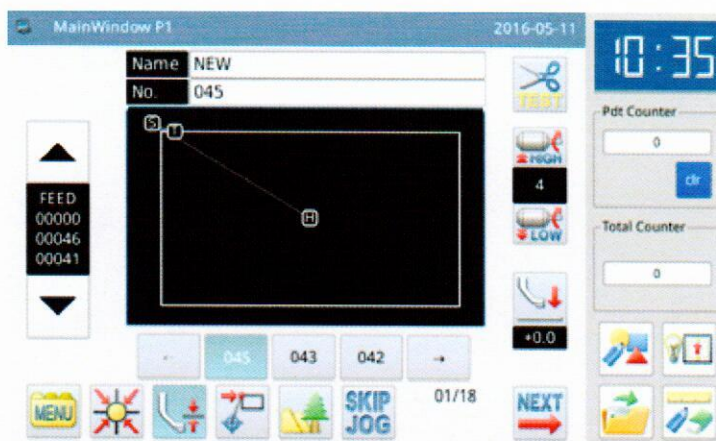 MainWindow P1
2016-05-11
10:35
Name NEW
No. 045
TEST
Pdt Counter
0
clr
S
T
HIGH
4
LOW
FEED
00000
00046
00041
H
Total Counter
0
+0.0
← 045 043 042 →
MENU
SKIP
JOG
01/18
NEXT